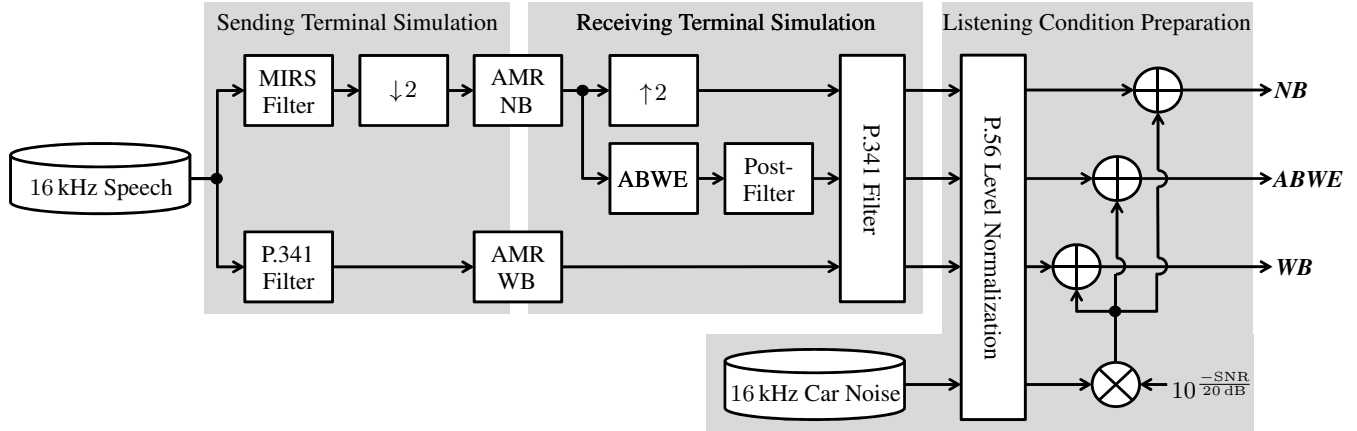 Sending Terminal Simulation
Receiving Terminal Simulation
Listening Condition Preparation
MIRS
Filter
↓2
AMR
NB
↑2
NB
16 kHz Speech
ABWE
Post-
Filter
P.341 Filter
P.56 Level Normalization
ABWE
P.341
Filter
AMR
WB
WB
16 kHz Car Noise
10^(-SNR/20 dB)